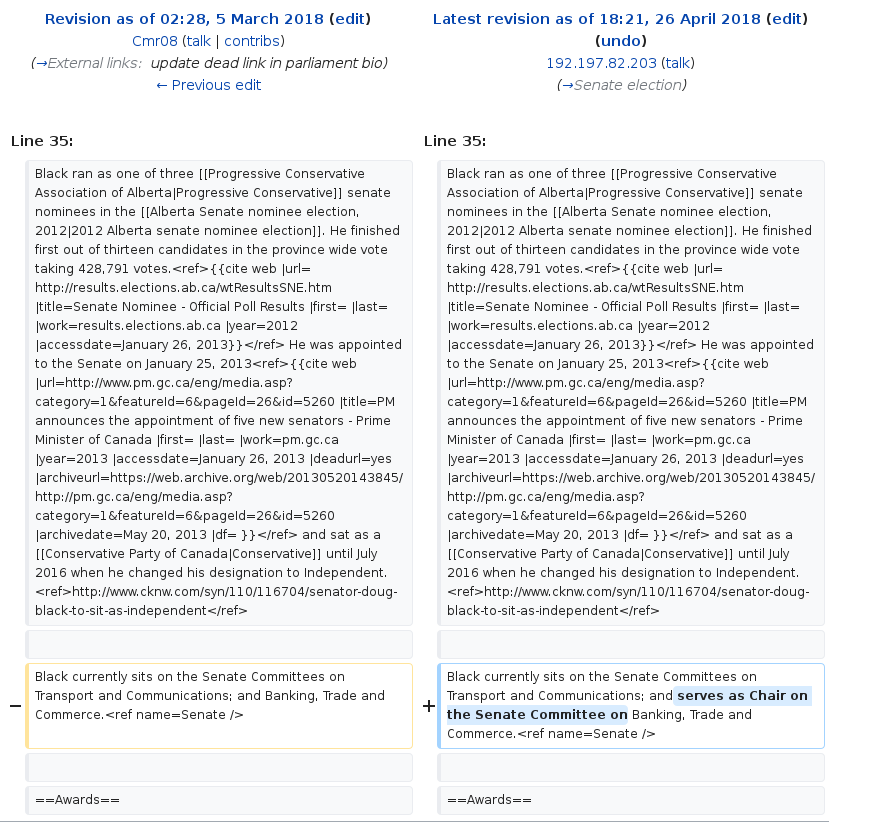 Revision as of 02:28, 5 March 2018 (edit)
Cmr08 (talk | contribs)
(→External links: update dead link in parliament bio)
← Previous edit
Latest revision as of 18:21, 26 April 2018 (edit)
(undo)
192.197.82.203 (talk)
(→Senate election)
Line 35:
Line 35:
Black ran as one of three [[Progressive Conservative
Association of Alberta|Progressive Conservative]] senate
nominees in the [[Alberta Senate nominee election,
2012|2012 Alberta senate nominee election]]. He finished
first out of thirteen candidates in the province wide vote
taking 428,791 votes.<ref>{{cite web |url=
http://results.elections.ab.ca/wtResultsSNE.htm
|title=Senate Nominee - Official Poll Results |first= |last=
|work=results.elections.ab.ca |year=2012
|accessdate=January 26, 2013}}</ref> He was appointed
to the Senate on January 25, 2013<ref>{{cite web
|url=http://www.pm.gc.ca/eng/media.asp?
category=1&featureId=6&pageId=26&id=5260 |title=PM
announces the appointment of five new senators - Prime
Minister of Canada |first= |last= |work=pm.gc.ca
|year=2013 |accessdate=January 26, 2013 |deadurl=yes
|archiveurl=https://web.archive.org/web/20130520143845/
http://pm.gc.ca/eng/media.asp?
category=1&featureId=6&pageId=26&id=5260
|archivedate=May 20, 2013 |df= }}</ref> and sat as a
[[Conservative Party of Canada|Conservative]] until July
2016 when he changed his designation to Independent.
<ref>http://www.cknw.com/syn/110/116704/senator-doug-
black-to-sit-as-independent</ref>
Black ran as one of three [[Progressive Conservative
Association of Alberta|Progressive Conservative]] senate
nominees in the [[Alberta Senate nominee election,
2012|2012 Alberta senate nominee election]]. He finished
first out of thirteen candidates in the province wide vote
taking 428,791 votes.<ref>{{cite web |url=
http://results.elections.ab.ca/wtResultsSNE.htm
|title=Senate Nominee - Official Poll Results |first= |last=
|work=results.elections.ab.ca |year=2012
|accessdate=January 26, 2013}}</ref> He was appointed
to the Senate on January 25, 2013<ref>{{cite web
|url=http://www.pm.gc.ca/eng/media.asp?
category=1&featureId=6&pageId=26&id=5260 |title=PM
announces the appointment of five new senators - Prime
Minister of Canada |first= |last= |work=pm.gc.ca
|year=2013 |accessdate=January 26, 2013 |deadurl=yes
|archiveurl=https://web.archive.org/web/20130520143845/
http://pm.gc.ca/eng/media.asp?
category=1&featureId=6&pageId=26&id=5260
|archivedate=May 20, 2013 |df= }}</ref> and sat as a
[[Conservative Party of Canada|Conservative]] until July
2016 when he changed his designation to Independent.
<ref>http://www.cknw.com/syn/110/116704/senator-doug-
black-to-sit-as-independent</ref>
−
Black currently sits on the Senate Committees on
Transport and Communications; and Banking, Trade and
Commerce.<ref name=Senate />
+
Black currently sits on the Senate Committees on
Transport and Communications; and serves as Chair on
the Senate Committee on Banking, Trade and
Commerce.<ref name=Senate />
==Awards==
==Awards==